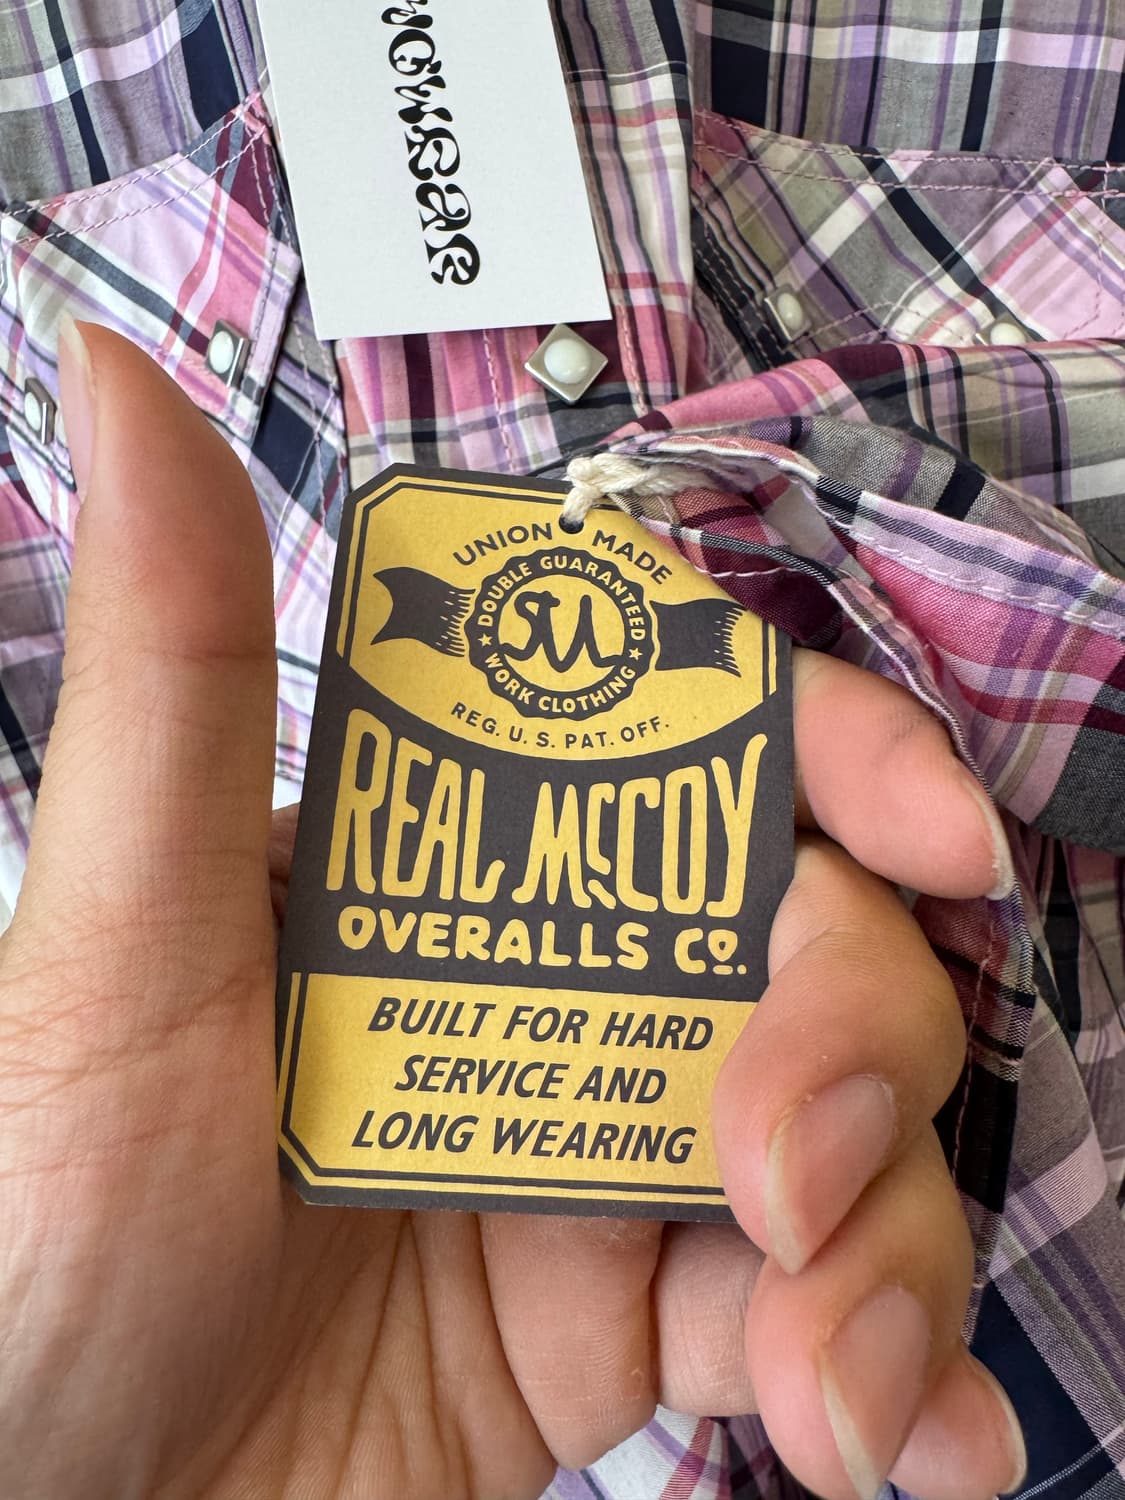 UNION MADE
DOUBLE GUARANTEED
WORK CLOTHING
REG. U. S. PAT. OFF.
REAL McCOY
OVERALLS Co.
BUILT FOR HARD
SERVICE AND
LONG WEARING